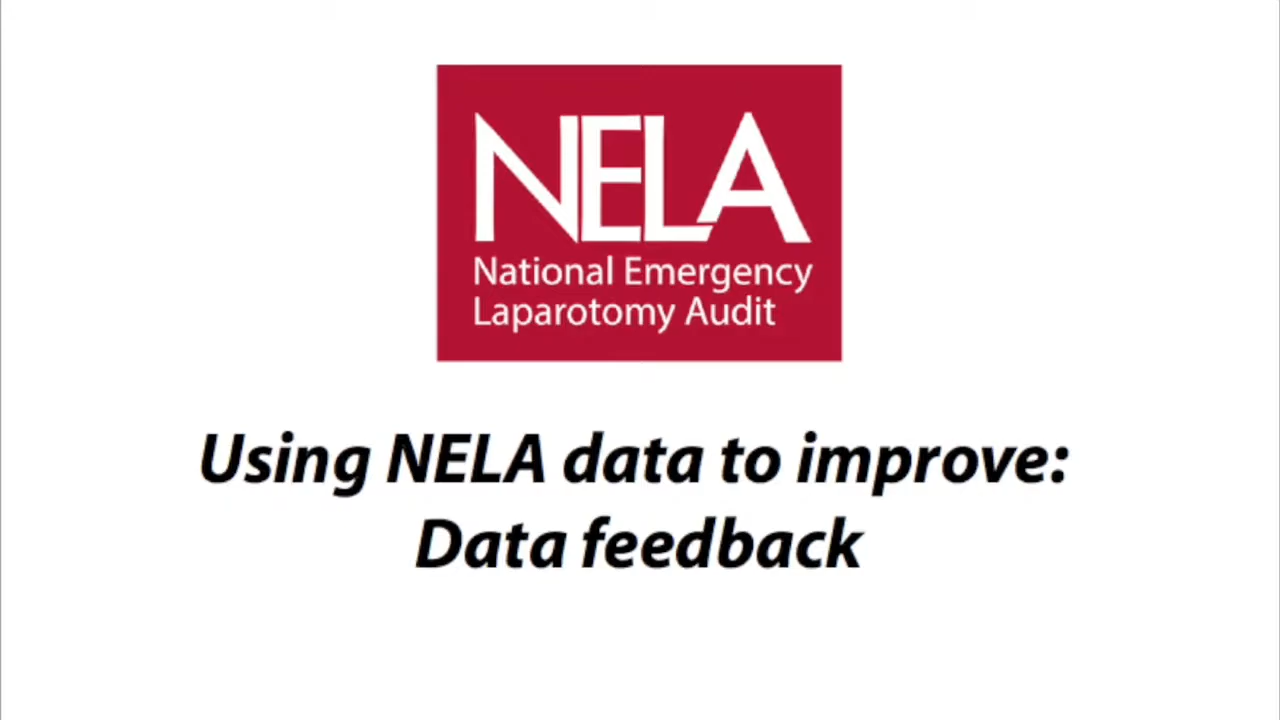 NELA
National Emergency
Laparotomy Audit
Using NELA data to improve:
Data feedback